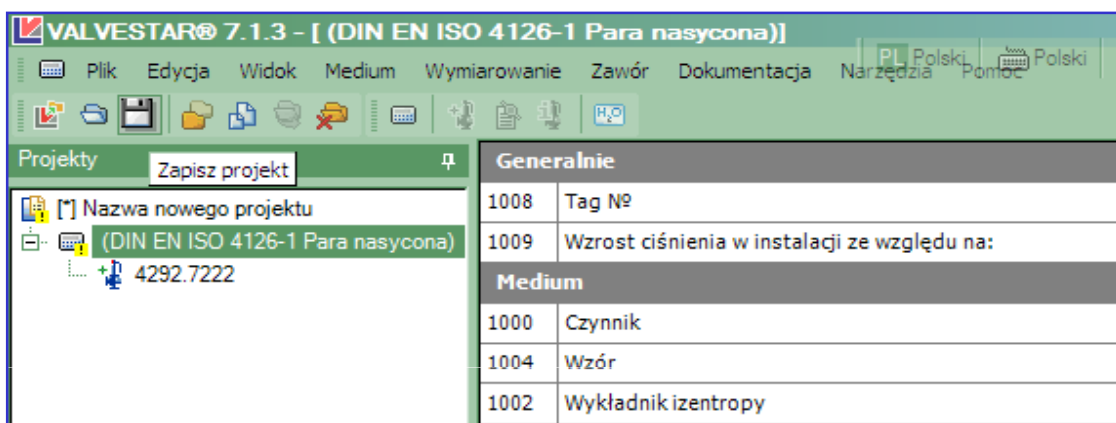 VALVESTAR® 7.1.3 - [ (DIN EN ISO 4126-1 Para nasycona)]
PL Polski Polski
Plik Edycja Widok Medium Wymiarowanie Zawór Dokumentacja Narzędzia Pomoc
H₂O
Projekty
Zapisz projekt
[*] Nazwa nowego projektu
(DIN EN ISO 4126-1 Para nasycona)
4292.7222
Generalnie
1008 Tag №
1009 Wzrost ciśnienia w instalacji ze względu na:
Medium
1000 Czynnik
1004 Wzór
1002 Wykładnik izentropy